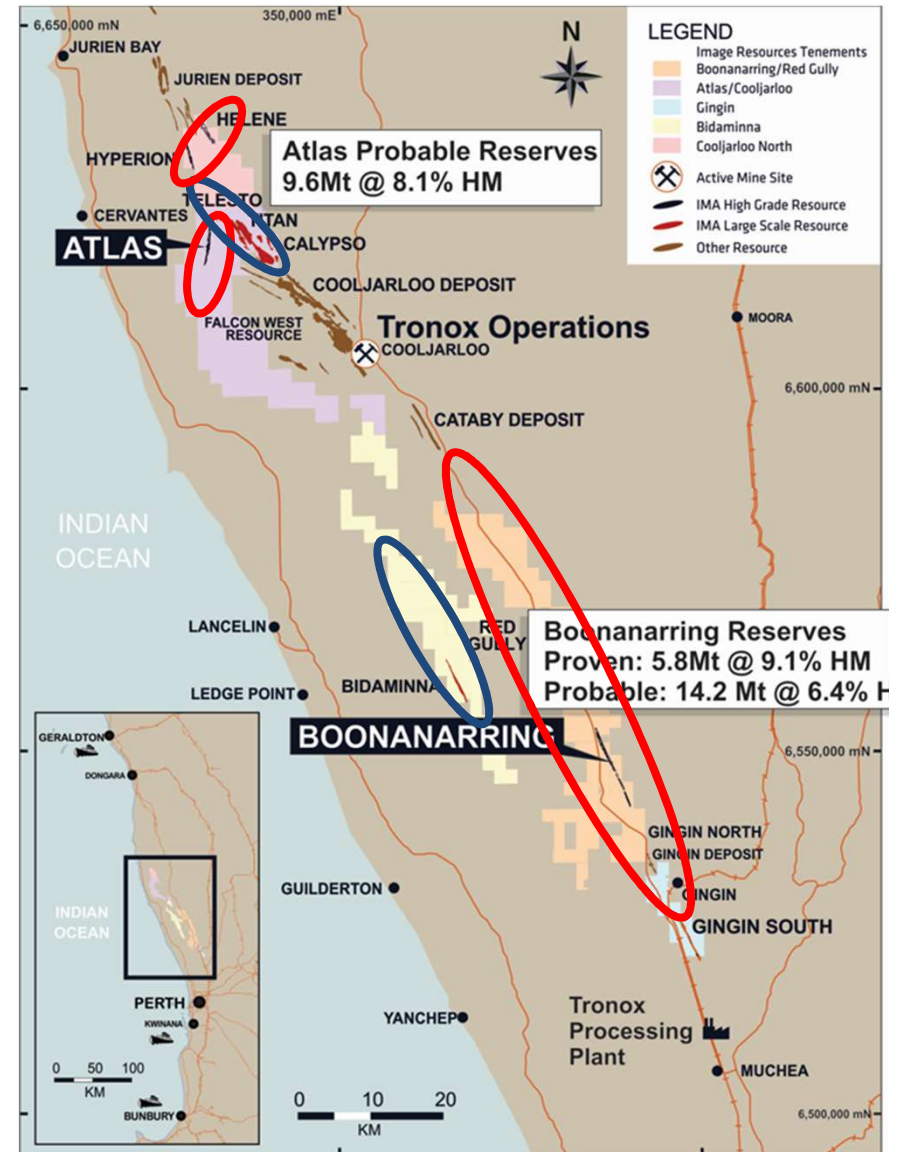 6,650,000 mN
350,000 mE
JURIEN BAY
JURIEN DEPOSIT
HELENE
HYPERION
TELESTO
TITAN
CERVANTES
CALYPSO
ATLAS
Atlas Probable Reserves
9.6Mt @ 8.1% HM
N
LEGEND
Image Resources Tenements
Boonanarring/Red Gully
Atlas/Cooljarloo
Gingin
Bidaminna
Cooljarloo North
Active Mine Site
IMA High Grade Resource
IMA Large Scale Resource
Other Resource
COOLJARLOO DEPOSIT
FALCON WEST
RESOURCE
Tronox Operations
COOLJARLOO
MOORA
6,600,000 mN
CATABY DEPOSIT
INDIAN
OCEAN
LANCELIN
RED
GULLY
LEDGE POINT
BIDAMINNA
Boonanarring Reserves
Proven: 5.8Mt @ 9.1% HM
Probable: 14.2 Mt @ 6.4% H
BOONANARRING
6,550,000 mN
GINGIN NORTH
GINGIN DEPOSIT
GINGIN
GINGIN SOUTH
GUILDERTON
YANCHEP
Tronox
Processing
Plant
MUCHEA
6,500,000 mN
0 10 20
KM
GERALDTON
DONGARA
INDIAN
OCEAN
PERTH
KWINANA
0 50 100
KM
BUNBURY